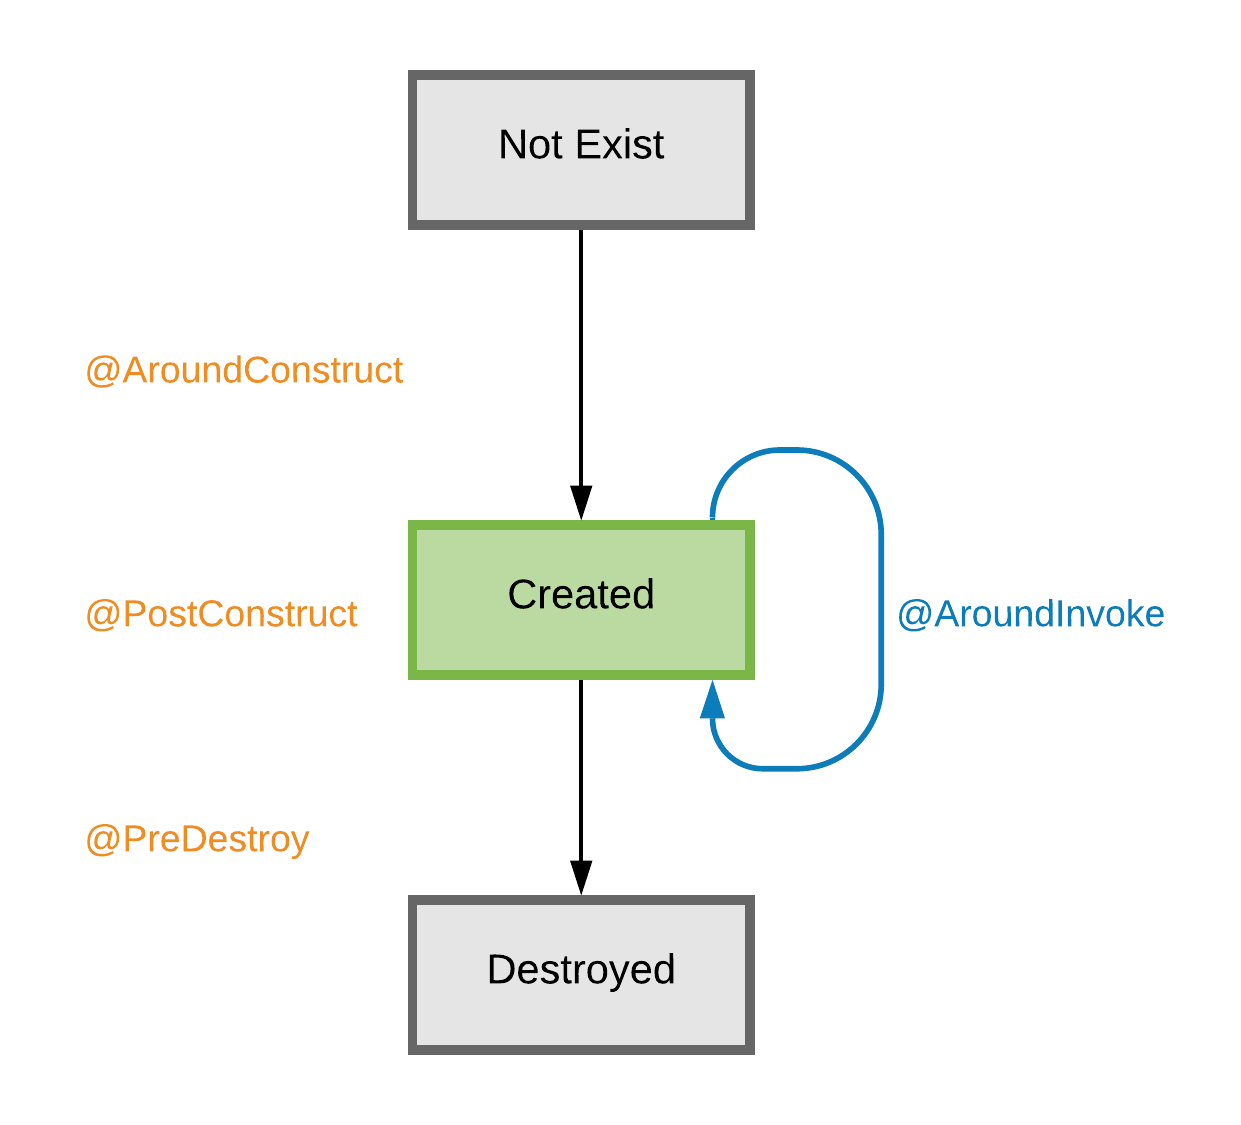 Not Exist
@AroundConstruct
Created
@PostConstruct
@AroundInvoke
@PreDestroy
Destroyed